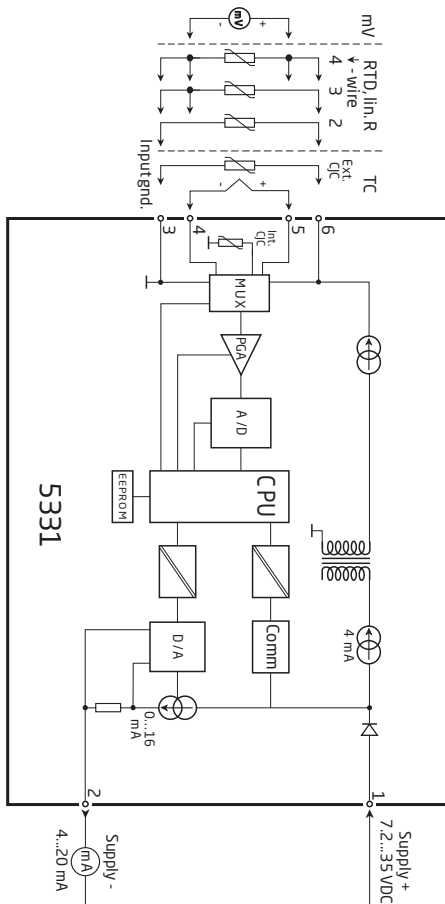 mV
-
+
mV
RTD, lin. R
- wire
4
3
2
TC
Ext.
CJC
-
+
Input gnd.
3
4
5
6
Int.
CJC
MUX
PGA
A/D
CPU
EEPROM
5331
D/A
Comm
4 mA
0...16
mA
1
2
Supply +
7.2...35 VDC
Supply -
4...20 mA
mA